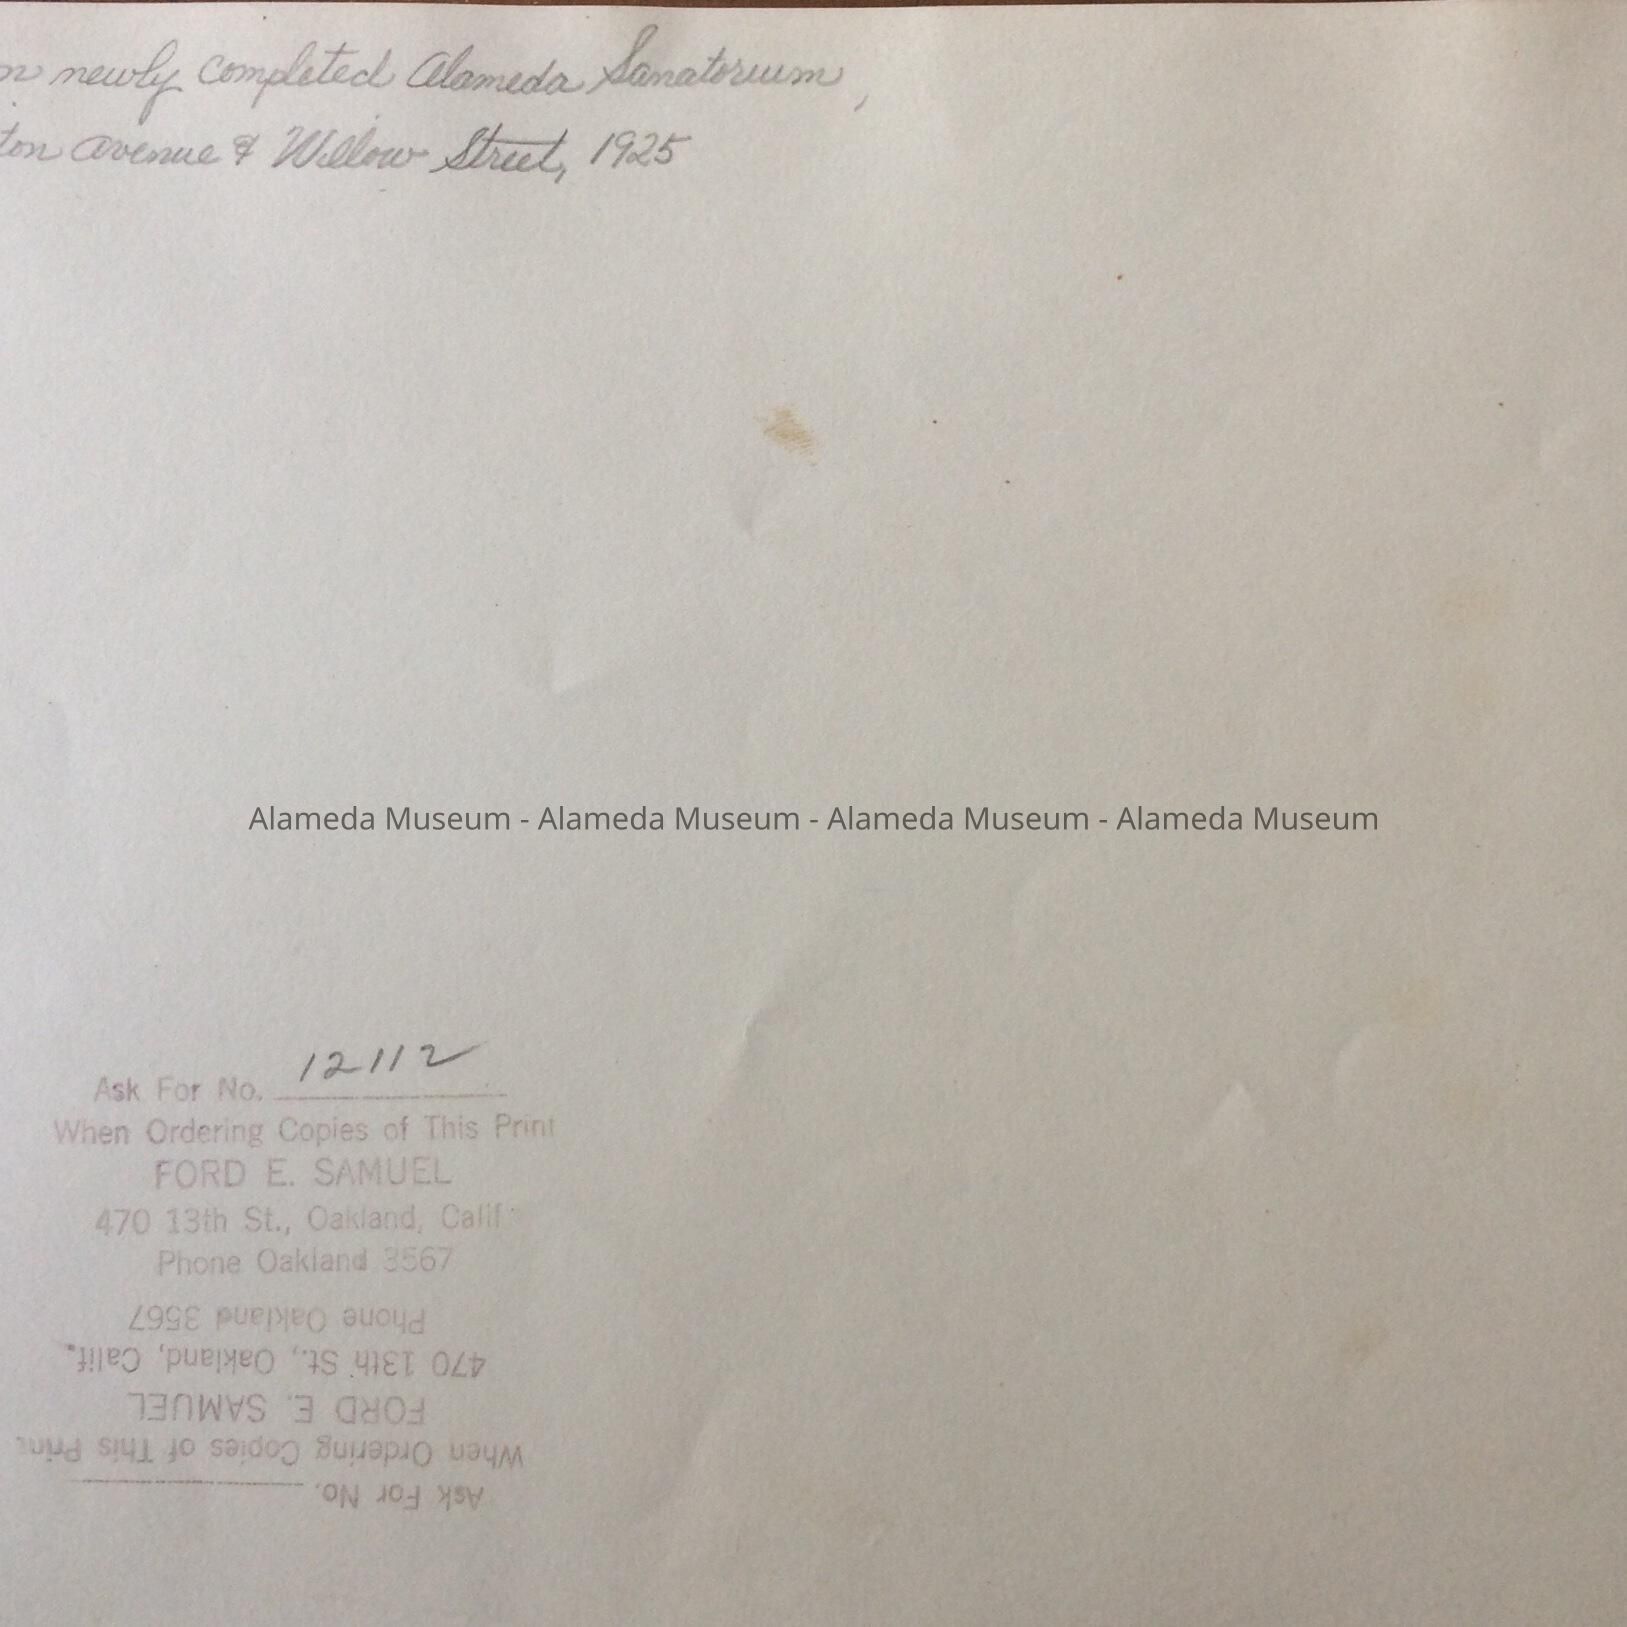 n newly completed Alameda Sanatorium,
ton Avenue & Willow Street, 1925
Alameda Museum - Alameda Museum - Alameda Museum - Alameda Museum
Ask For No. 12112
When Ordering Copies of This Print
FORD E. SAMUEL
470 13th St., Oakland, Calif
Phone Oakland 3567
Phone Oakland 3567
470 13th St., Oakland, Calif.
FORD E. SAMUEL
When Ordering Copies of This Print
Ask For No.